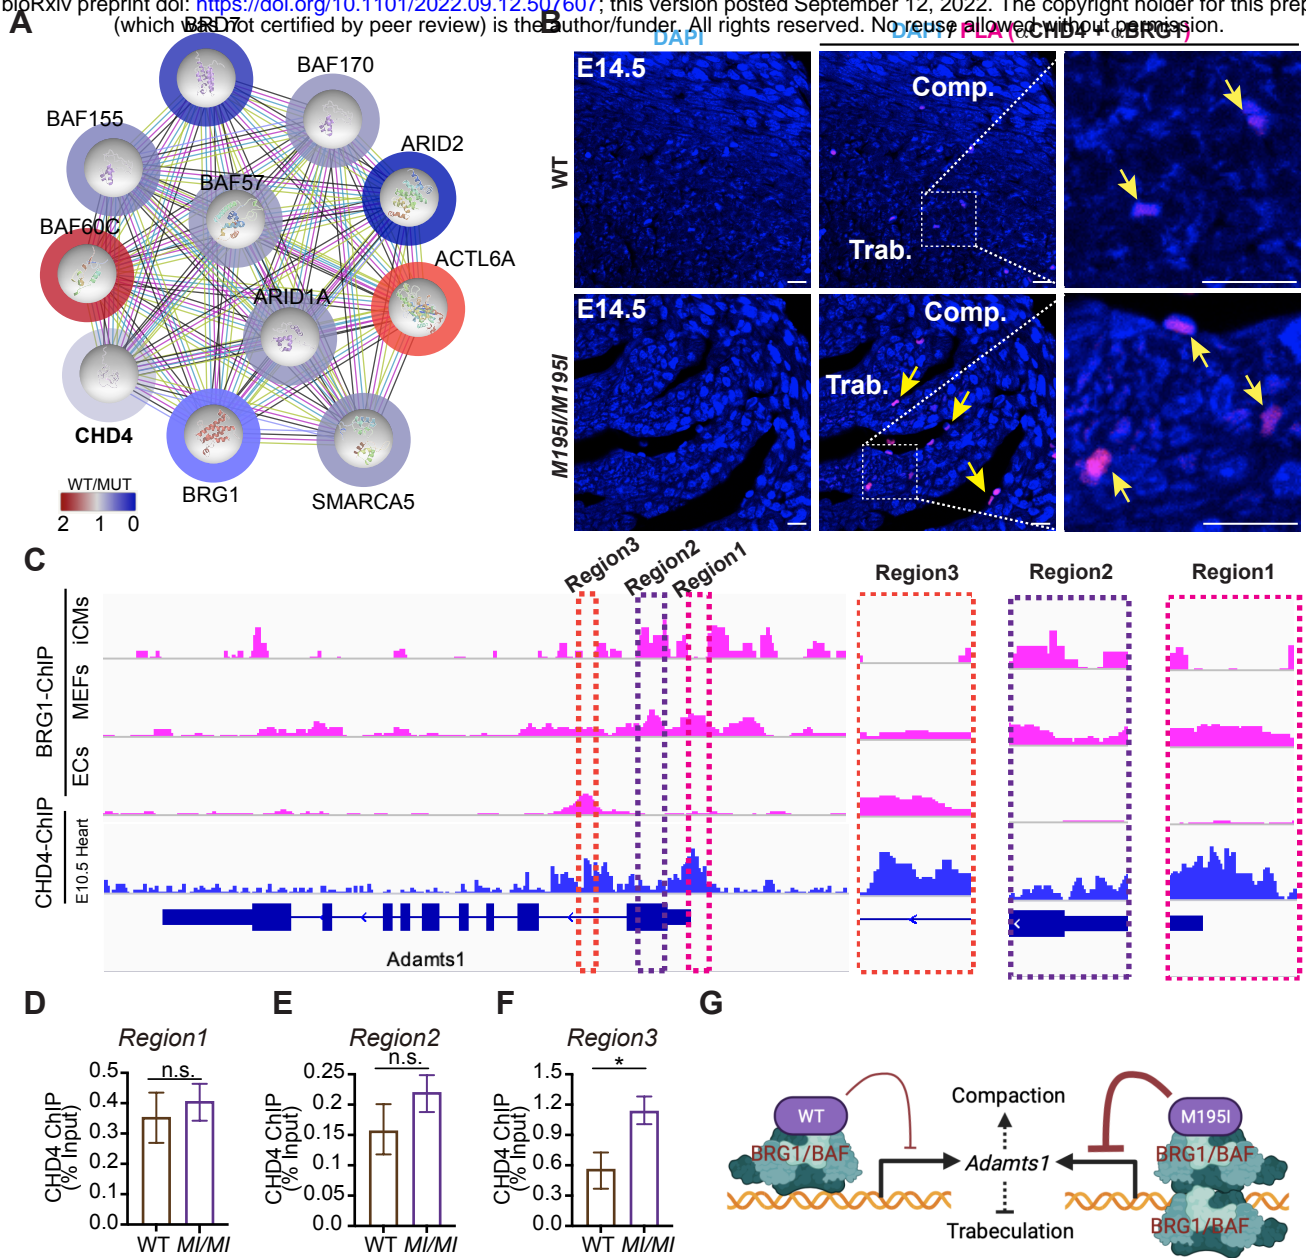 bioRxiv preprint doi: https://doi.org/10.1101/2022.09.12.507607; this version posted September 12, 2022. The copyright holder for this prep
(which was not certified by peer review) is the author/funder. All rights reserved. No reuse allowed without permission.
A
BRD7
BAF170
BAF155
ARID2
BAF57
BAF60C
ACTL6A
ARID1A
CHD4
BRG1
SMARCA5
WT/MUT
2 1 0
B
DAPI
DAPI / PLA (αCHD4 + αBRG1)
WT
E14.5
Comp.
Trab.
M195I/M195I
E14.5
Comp.
Trab.
C
Region3
Region2
Region1
Region3
Region2
Region1
BRG1-ChIP
iCMs
MEFs
ECs
CHD4-ChIP
E10.5 Heart
Adamts1
D
Region1
n.s.
CHD4 ChIP
(% Input)
0.5
0.4
0.3
0.2
0.1
0.0
WT MI/MI
E
Region2
n.s.
CHD4 ChIP
(% Input)
0.25
0.2
0.15
0.1
0.05
0.0
WT MI/MI
F
Region3
*
CHD4 ChIP
(% Input)
1.5
1.2
0.9
0.6
0.3
0.0
WT MI/MI
G
WT
BRG1/BAF
Compaction
Adamts1
Trabeculation
M195I
BRG1/BAF
BRG1/BAF